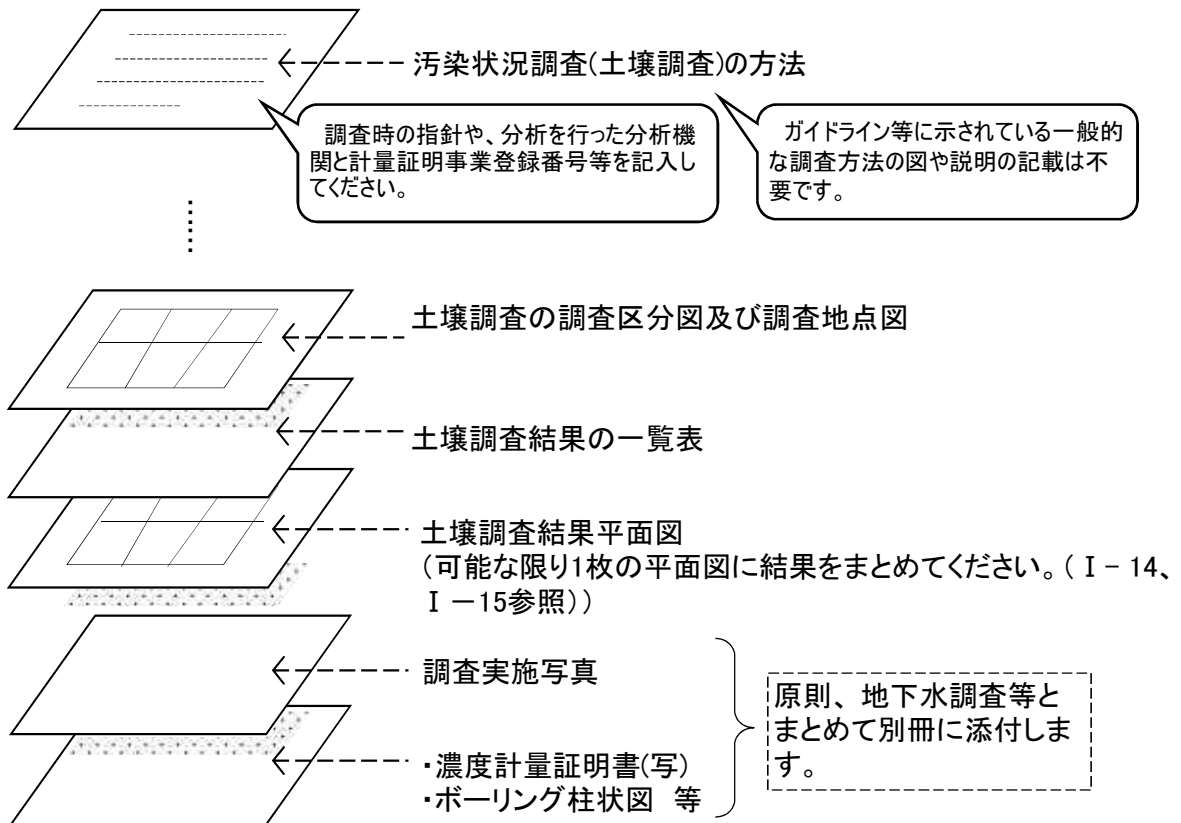 汚染状況調査(土壌調査)の方法
調査時の指針や、分析を行った分析機
関と計量証明事業登録番号等を記入し
てください。
ガイドライン等に示されている一般的
な調査方法の図や説明の記載は不
要です。
土壌調査の調査区分図及び調査地点図
土壌調査結果の一覧表
土壌調査結果平面図
(可能な限り1枚の平面図に結果をまとめてください。(Ⅰ-14、
Ⅰ-15参照))
調査実施写真
・濃度計量証明書(写)
・ボーリング柱状図 等
原則、地下水調査等と
まとめて別冊に添付しま
す。